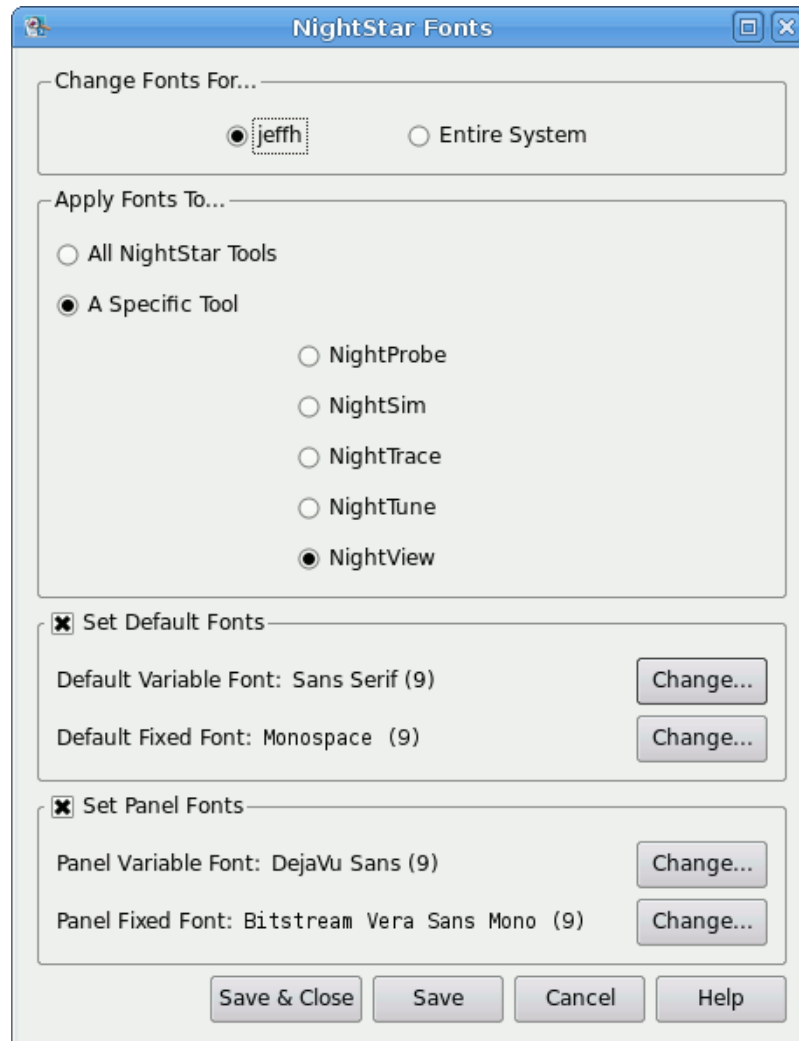 NightStar Fonts
Change Fonts For...
jeffh Entire System
Apply Fonts To...
All NightStar Tools
A Specific Tool
NightProbe
NightSim
NightTrace
NightTune
NightView
Set Default Fonts
Default Variable Font: Sans Serif (9) Change...
Default Fixed Font: Monospace (9) Change...
Set Panel Fonts
Panel Variable Font: DejaVu Sans (9) Change...
Panel Fixed Font: Bitstream Vera Sans Mono (9) Change...
Save & Close Save Cancel Help